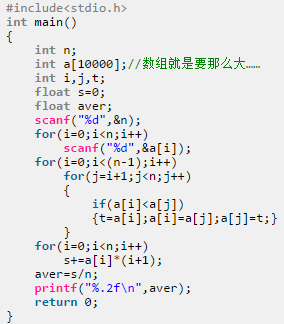 #include<stdio.h>
int main()
{
    int n;
    int a[10000];//数组就是要那么大……
    int i,j,t;
    float s=0;
    float aver;
    scanf("%d",&n);
    for(i=0;i<n;i++)
        scanf("%d",&a[i]);
    for(i=0;i<(n-1);i++)
        for(j=i+1;j<n;j++)
        {
            if(a[i]<a[j])
            {t=a[i];a[i]=a[j];a[j]=t;}
        }
    for(i=0;i<n;i++)
        s+=a[i]*(i+1);
    aver=s/n;
    printf("%.2f\n",aver);
    return 0;
}